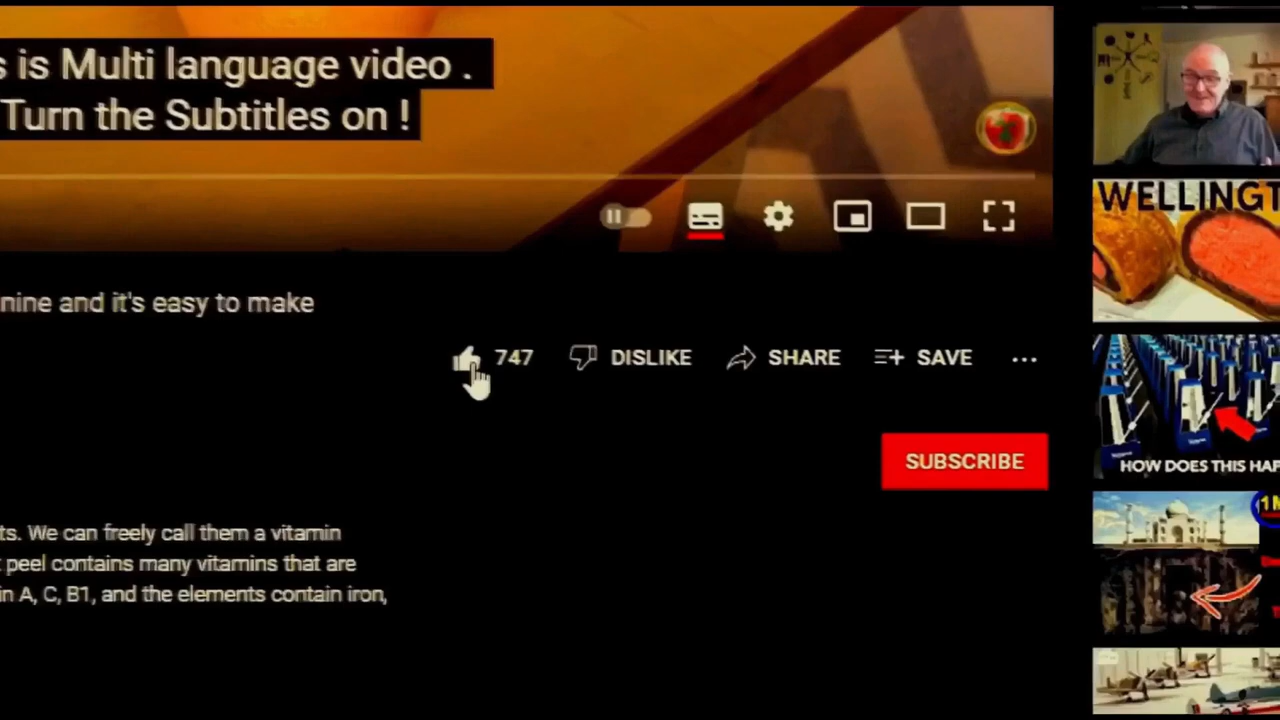 s is Multi language video .
Turn the Subtitles on !
nine and it's easy to make
747 DISLIKE SHARE SAVE
SUBSCRIBE
ts. We can freely call them a vitamin
peel contains many vitamins that are
in A, C, B1, and the elements contain iron,
WELLINGT
HOW DOES THIS HAP
1M